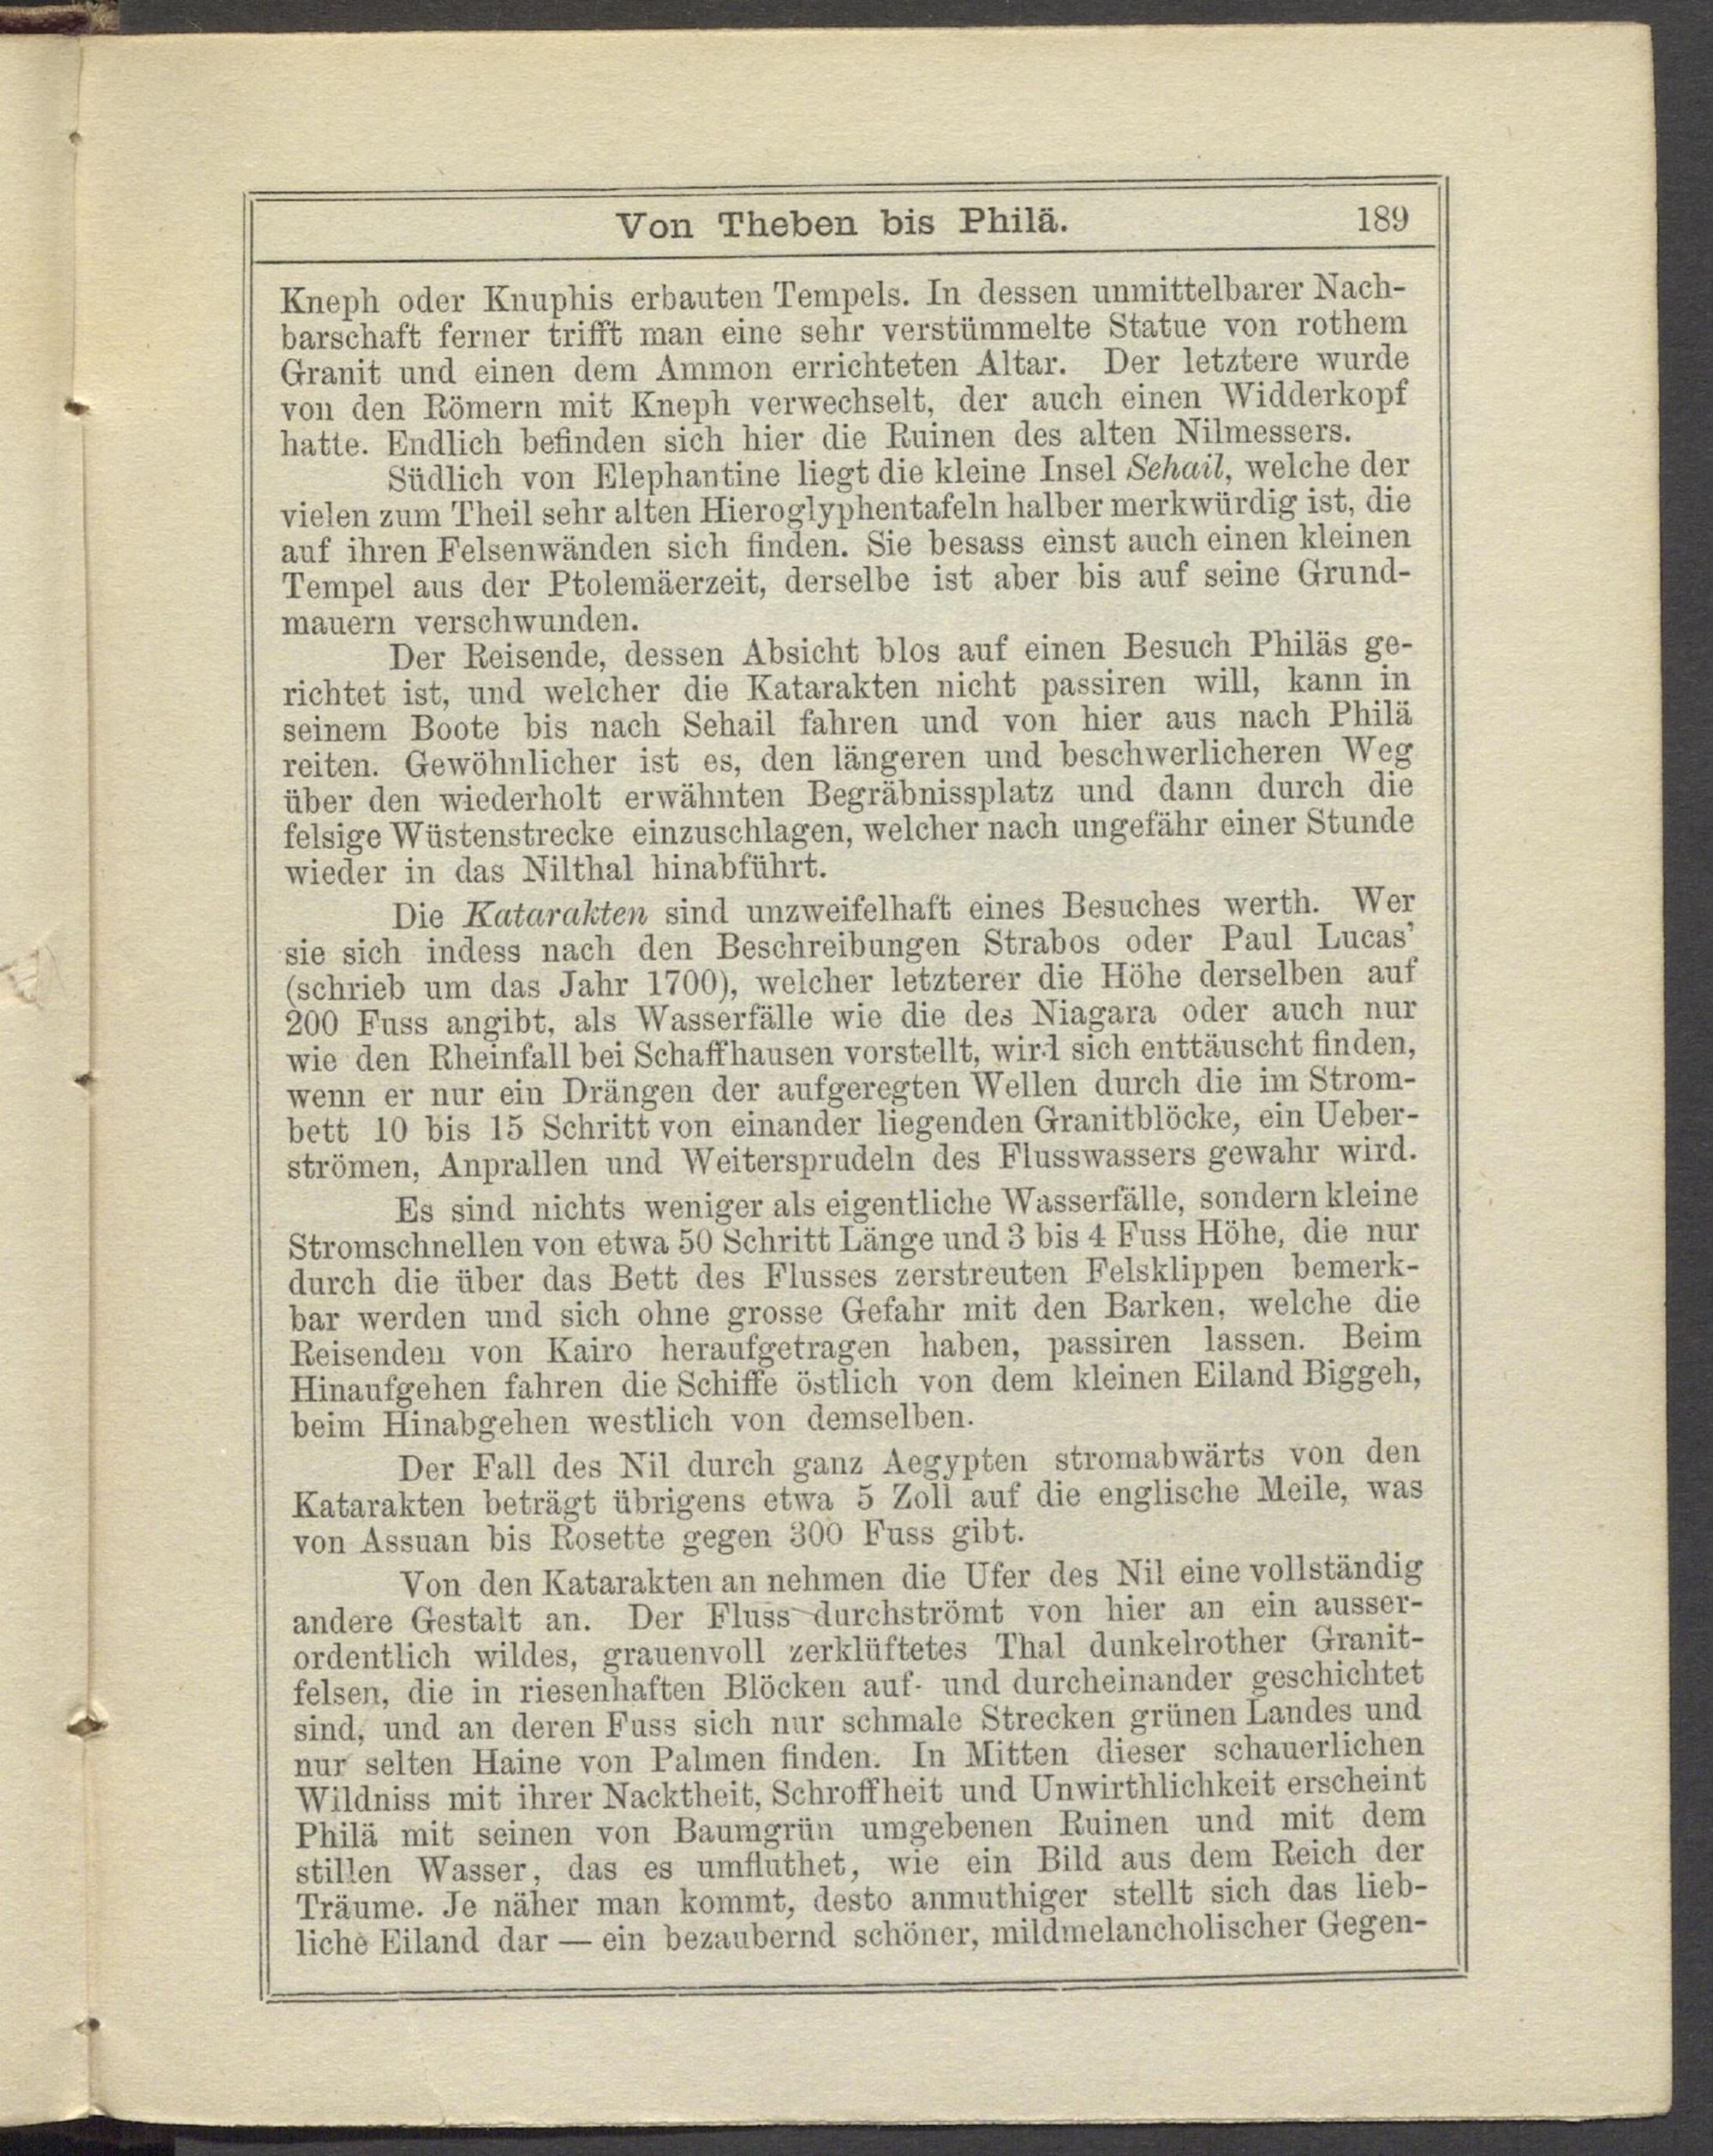 Von Theben bis Philä. 189
Kneph oder Knuphis erbauten Tempels. In dessen unmittelbarer Nach-
barschaft ferner trifft man eine sehr verstümmelte Statue von rothem
Granit und einen dem Ammon errichteten Altar. Der letztere wurde
von den Römern mit Kneph verwechselt, der auch einen Widderkopf
hatte. Endlich befinden sich hier die Ruinen des alten Nilmessers.
Südlich von Elephantine liegt die kleine Insel Sehail, welche der
vielen zum Theil sehr alten Hieroglyphentafeln halber merkwürdig ist, die
auf ihren Felsenwänden sich finden. Sie besass einst auch einen kleinen
Tempel aus der Ptolemäerzeit, derselbe ist aber bis auf seine Grund-
mauern verschwunden.
Der Reisende, dessen Absicht blos auf einen Besuch Philäs ge-
richtet ist, und welcher die Katarakten nicht passiren will, kann in
seinem Boote bis nach Sehail fahren und von hier aus nach Philä
reiten. Gewöhnlicher ist es, den längeren und beschwerlicheren Weg
über den wiederholt erwähnten Begräbnissplatz und dann durch die
felsige Wüstenstrecke einzuschlagen, welcher nach ungefähr einer Stunde
wieder in das Nilthal hinabführt.
Die Katarakten sind unzweifelhaft eines Besuches werth. Wer
sie sich indess nach den Beschreibungen Strabos oder Paul Lucas'
(schrieb um das Jahr 1700), welcher letzterer die Höhe derselben auf
200 Fuss angibt, als Wasserfälle wie die des Niagara oder auch nur
wie den Rheinfall bei Schaffhausen vorstellt, wird sich enttäuscht finden,
wenn er nur ein Drängen der aufgeregten Wellen durch die im Strom-
bett 10 bis 15 Schritt von einander liegenden Granitblöcke, ein Ueber-
strömen, Anprallen und Weitersprudeln des Flusswassers gewahr wird.
Es sind nichts weniger als eigentliche Wasserfälle, sondern kleine
Stromschnellen von etwa 50 Schritt Länge und 3 bis 4 Fuss Höhe, die nur
durch die über das Bett des Flusses zerstreuten Felsklippen bemerk-
bar werden und sich ohne grosse Gefahr mit den Barken, welche die
Reisenden von Kairo heraufgetragen haben, passiren lassen. Beim
Hinaufgehen fahren die Schiffe östlich von dem kleinen Eiland Biggeh,
beim Hinabgehen westlich von demselben.
Der Fall des Nil durch ganz Aegypten stromabwärts von den
Katarakten beträgt übrigens etwa 5 Zoll auf die englische Meile, was
von Assuan bis Rosette gegen 300 Fuss gibt.
Von den Katarakten an nehmen die Ufer des Nil eine vollständig
andere Gestalt an. Der Fluss durchströmt von hier an ein ausser-
ordentlich wildes, grauenvoll zerklüftetes Thal dunkelrother Granit-
felsen, die in riesenhaften Blöcken auf- und durcheinander geschichtet
sind, und an deren Fuss sich nur schmale Strecken grünen Landes und
nur selten Haine von Palmen finden. In Mitten dieser schauerlichen
Wildniss mit ihrer Nacktheit, Schroffheit und Unwirthlichkeit erscheint
Philä mit seinen von Baumgrün umgebenen Ruinen und mit dem
stillen Wasser, das es umfluthet, wie ein Bild aus dem Reich der
Träume. Je näher man kommt, desto anmuthiger stellt sich das lieb-
liche Eiland dar — ein bezaubernd schöner, mildmelancholischer Gegen-